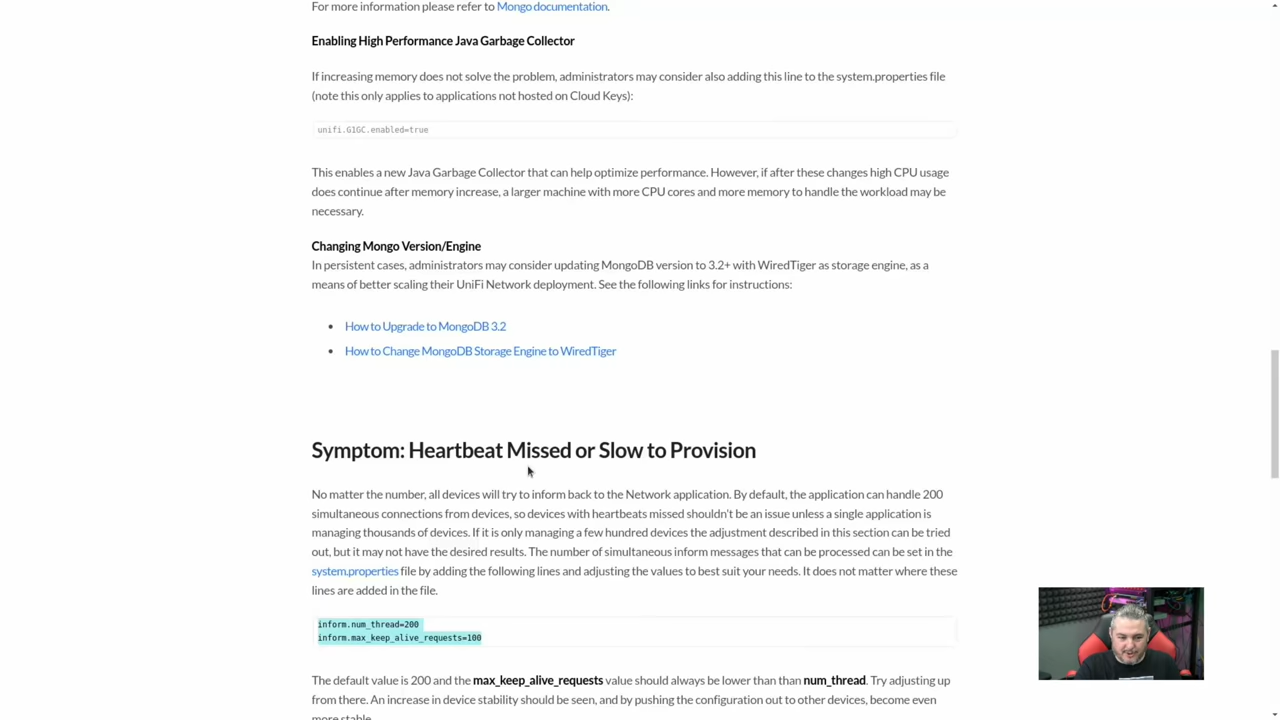 For more information please refer to Mongo documentation.
Enabling High Performance Java Garbage Collector
If increasing memory does not solve the problem, administrators may consider also adding this line to the system.properties file
(note this only applies to applications not hosted on Cloud Keys):
unifi.G1GC.enabled=true
This enables a new Java Garbage Collector that can help optimize performance. However, if after these changes high CPU usage
does continue after memory increase, a larger machine with more CPU cores and more memory to handle the workload may be
necessary.
Changing Mongo Version/Engine
In persistent cases, administrators may consider updating MongoDB version to 3.2+ with WiredTiger as storage engine, as a
means of better scaling their UniFi Network deployment. See the following links for instructions:
• How to Upgrade to MongoDB 3.2
• How to Change MongoDB Storage Engine to WiredTiger
Symptom: Heartbeat Missed or Slow to Provision
No matter the number, all devices will try to inform back to the Network application. By default, the application can handle 200
simultaneous connections from devices, so devices with heartbeats missed shouldn't be an issue unless a single application is
managing thousands of devices. If it is only managing a few hundred devices the adjustment described in this section can be tried
out, but it may not have the desired results. The number of simultaneous inform messages that can be processed can be set in the
system.properties file by adding the following lines and adjusting the values to best suit your needs. It does not matter where these
lines are added in the file.
inform.num_thread=200
inform.max_keep_alive_requests=100
The default value is 200 and the max_keep_alive_requests value should always be lower than than num_thread. Try adjusting up
from there. An increase in device stability should be seen, and by pushing the configuration out to other devices, become even
more stable.